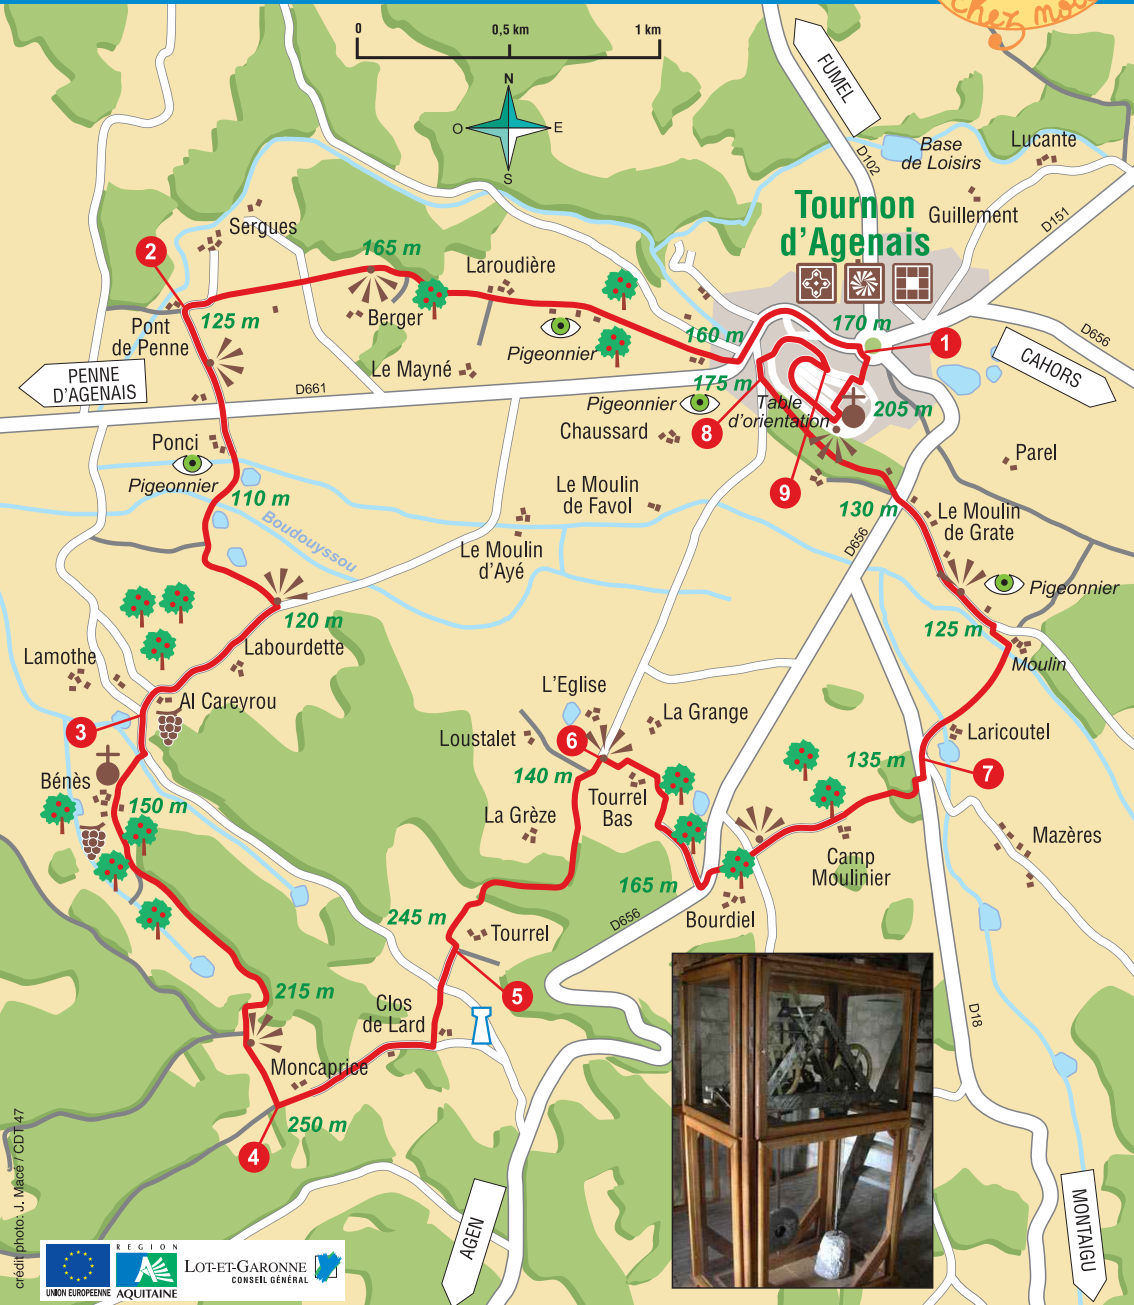 chez nous
0
0,5 km
1 km
N
O
E
S
FUMEL
D102
Base
de Loisirs
Lucante
Guillement
D151
Tournon
d'Agenais
Sergues
2
165 m
Laroudière
Berger
125 m
Pont
de Penne
Pigeonnier
160 m
170 m
1
D656
CAHORS
PENNE
D'AGENAIS
D661
Le Mayné
175 m
Pigeonnier
Table
d'orientation
205 m
Chaussard
8
Ponci
Pigeonnier
110 m
Boudouyssou
Le Moulin
de Favol
9
130 m
Parel
Le Moulin
de Grate
D656
Le Moulin
d'Ayé
Pigeonnier
120 m
Labourdette
125 m
Moulin
Lamothe
Al Careyrou
3
L'Eglise
La Grange
Loustalet
6
Laricoutel
140 m
135 m
7
Bénès
150 m
Tourrel
Bas
La Grèze
Mazères
Camp
Moulinier
165 m
Bourdiel
D656
245 m
Tourrel
5
215 m
Clos
de Lard
D18
Moncaprice
250 m
4
AGEN
MONTAIGU
crédit photo: J. Macé / CDT 47
UNION EUROPEENNE
REGION
AQUITAINE
LOT-ET-GARONNE
CONSEIL GÉNÉRAL